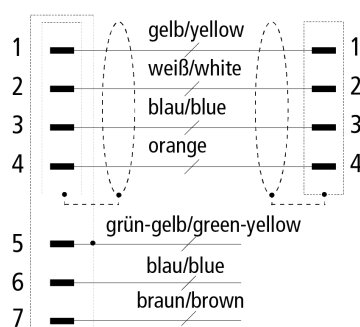 gelb/yellow
1 1
weiß/white
2 2
blau/blue
3 3
orange
4 4
grün-gelb/green-yellow
5
blau/blue
6
braun/brown
7